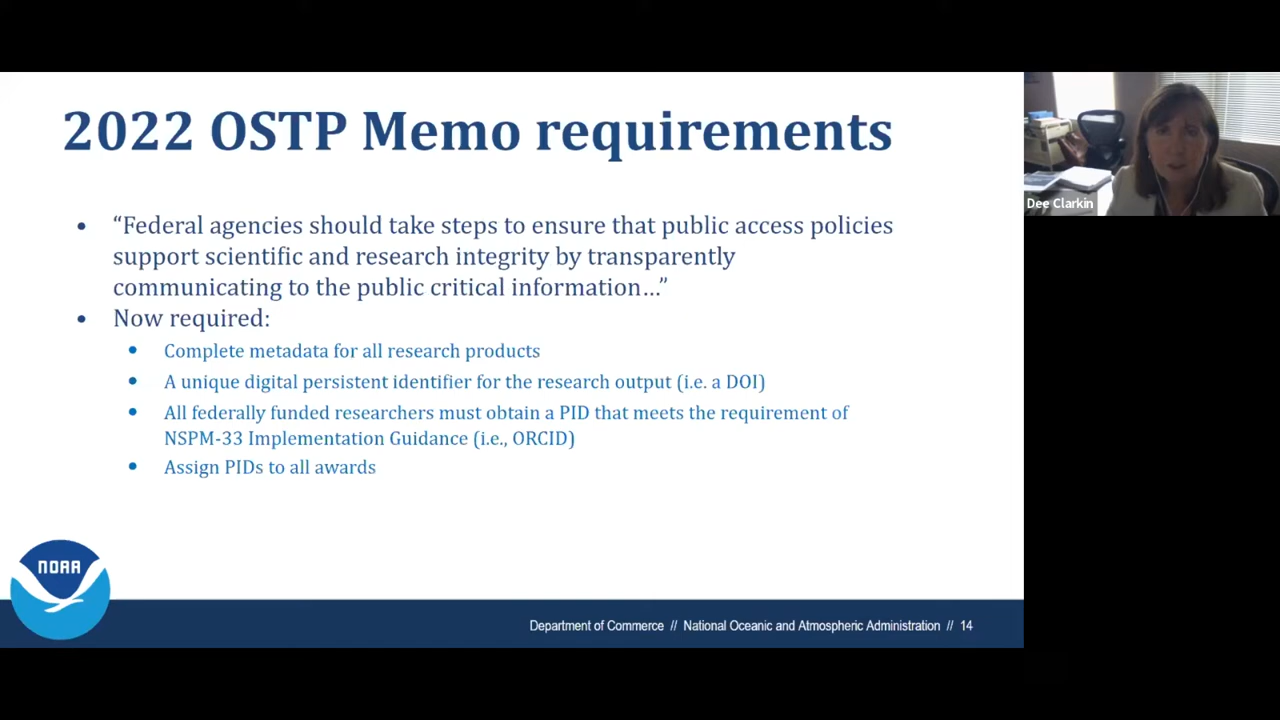 2022 OSTP Memo requirements
• “Federal agencies should take steps to ensure that public access policies
support scientific and research integrity by transparently
communicating to the public critical information...”
• Now required:
• Complete metadata for all research products
• A unique digital persistent identifier for the research output (i.e. a DOI)
• All federally funded researchers must obtain a PID that meets the requirement of
NSPM-33 Implementation Guidance (i.e., ORCID)
• Assign PIDs to all awards
NOAA
Department of Commerce // National Oceanic and Atmospheric Administration // 14
Dee Clarkin